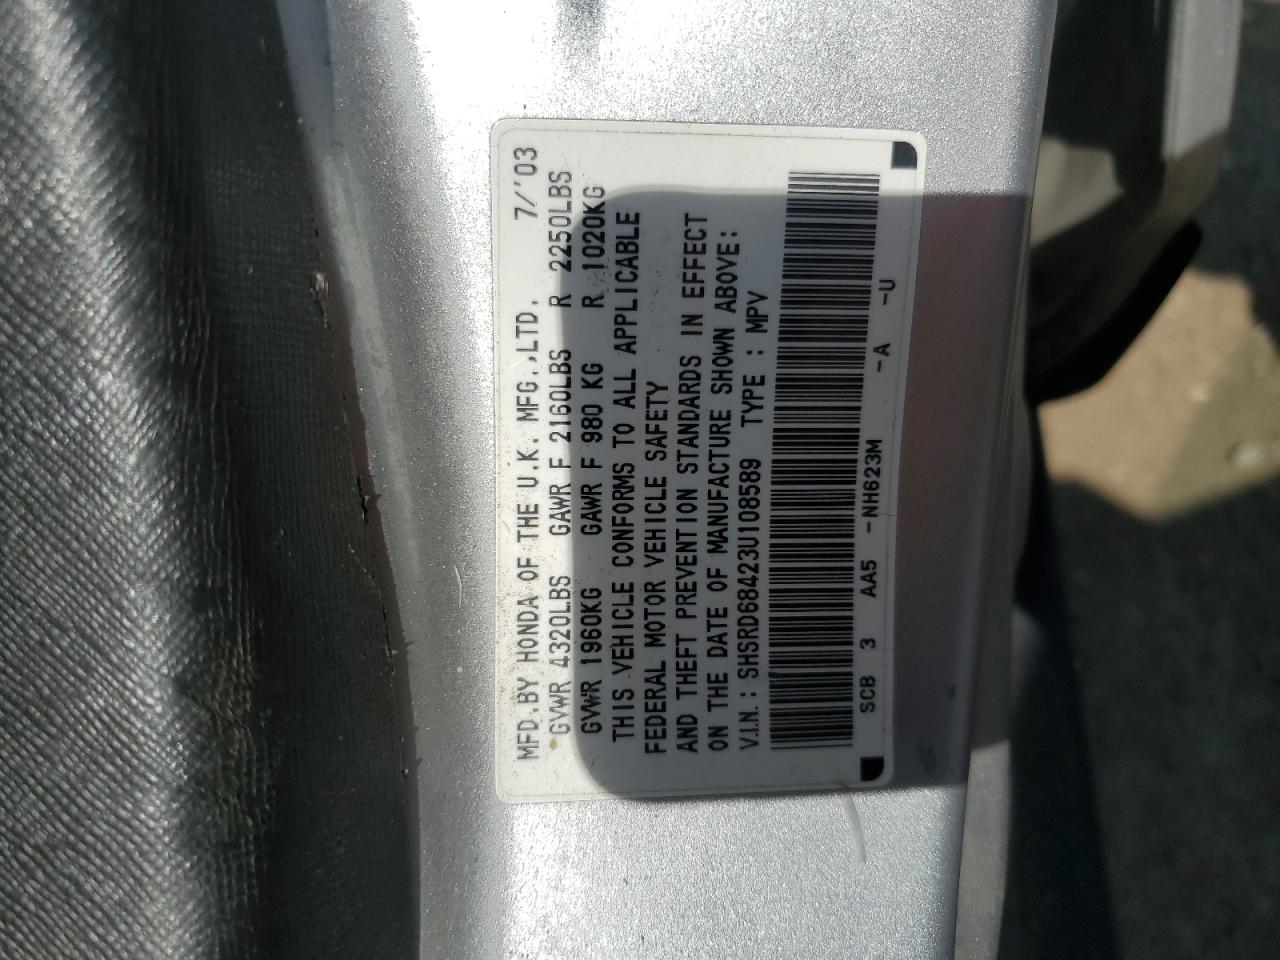 MFD.BY HONDA OF THE U.K. MFG.,LTD. 7/'03
GVWR 4320LBS GAWR F 2160LBS R 2250LBS
GVWR 1960KG GAWR F 980 KG R 1020KG
THIS VEHICLE CONFORMS TO ALL APPLICABLE
FEDERAL MOTOR VEHICLE SAFETY
AND THEFT PREVENTION STANDARDS IN EFFECT
ON THE DATE OF MANUFACTURE SHOWN ABOVE:
V.I.N.: SHSRD68423U108589 TYPE : MPV
SCB 3 AA5 -NH623M -A -U